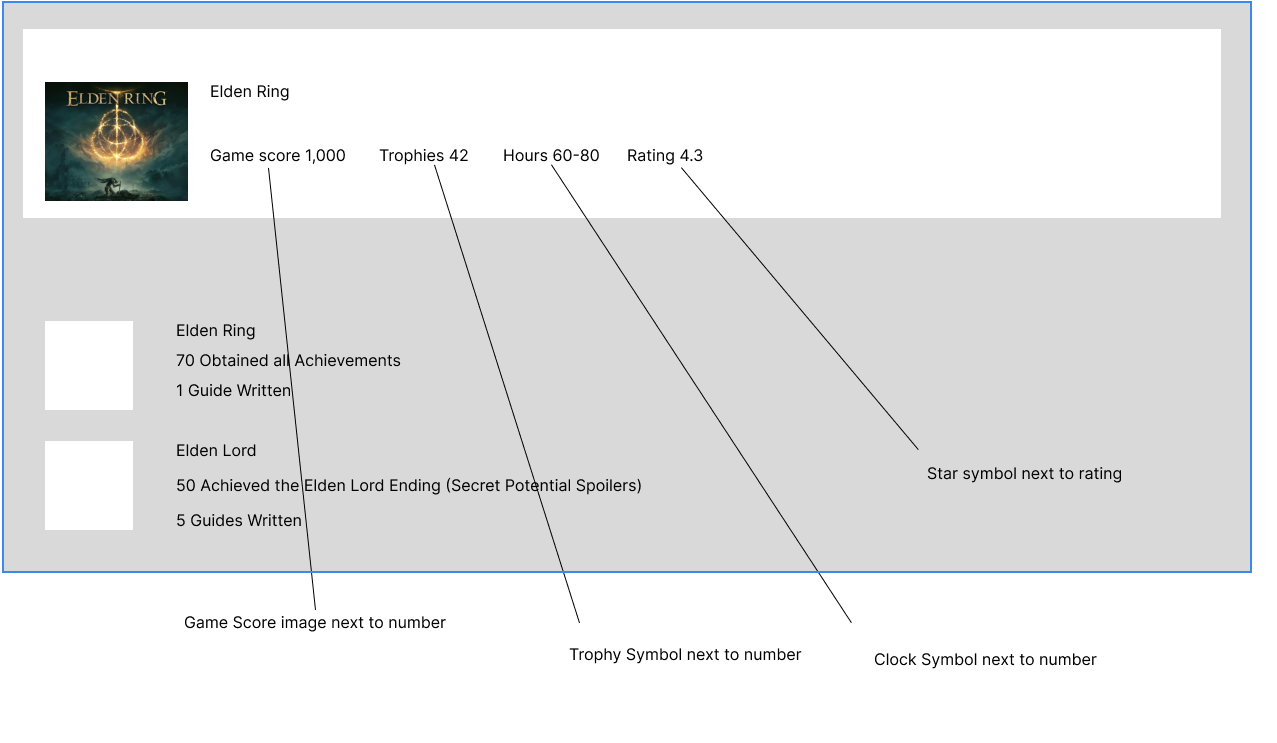 ELDEN RING
Elden Ring
Game score 1,000 Trophies 42 Hours 60-80 Rating 4.3
Elden Ring
70 Obtained all Achievements
1 Guide Written
Elden Lord
50 Achieved the Elden Lord Ending (Secret Potential Spoilers)
5 Guides Written
Star symbol next to rating
Game Score image next to number
Trophy Symbol next to number
Clock Symbol next to number